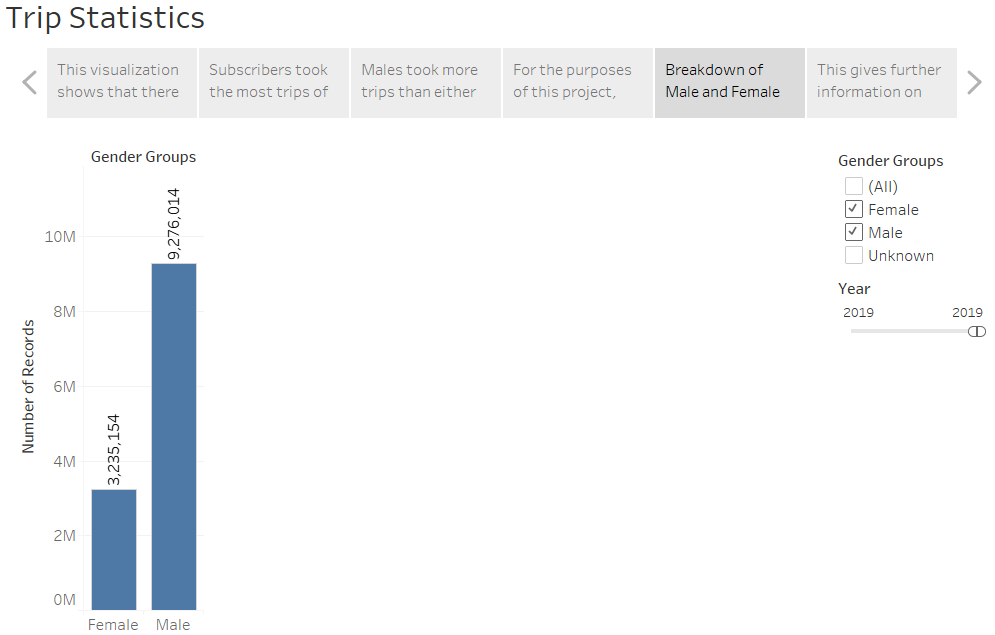 Trip Statistics
This visualization
shows that there
Subscribers took
the most trips of
Males took more
trips than either
For the purposes
of this project,
Breakdown of
Male and Female
This gives further
information on
Gender Groups
Number of Records
10M
8M
6M
4M
2M
0M
3,235,154
9,276,014
Female
Male
Gender Groups
(All)
Female
Male
Unknown
Year
2019 2019